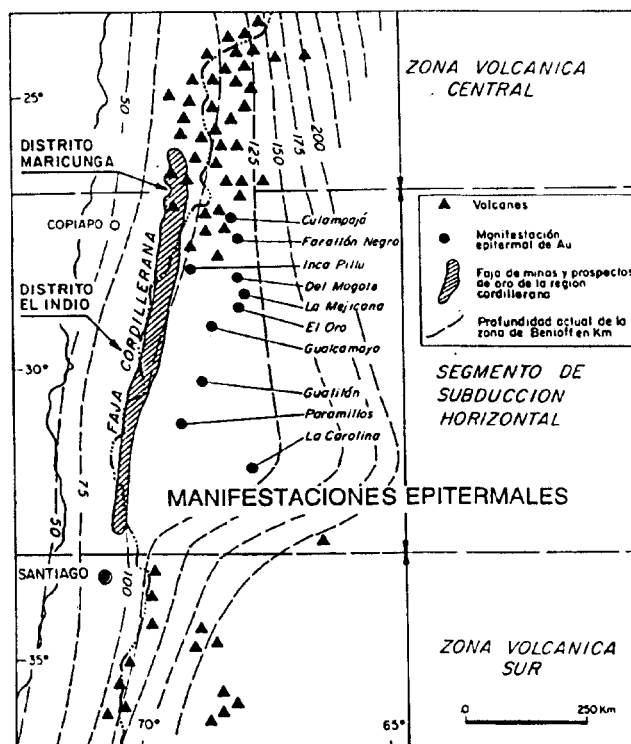 ZONA VOLCANICA
CENTRAL
25°
50
125
150
175
200
DISTRITO
MARICUNGA
COPIAPO
DISTRITO
EL INDIO
FAJA CORDILLERANA
Culampajá
Farallón Negro
Inca Pillu
Del Mogote
La Mejicana
El Oro
Gualcamayo
Gualilán
Paramillos
La Carolina
Volcanes
Manifestación
epitermal de Au
Faja de minas y prospectos
de oro de la region
cordillerana
Profundidad actual de la
zona de Benioff en Km
30°
SEGMENTO DE
SUBDUCCION
HORIZONTAL
75
50
MANIFESTACIONES EPITERMALES
SANTIAGO
100
35°
ZONA VOLCANICA
SUR
70°
65°
0
250 Km